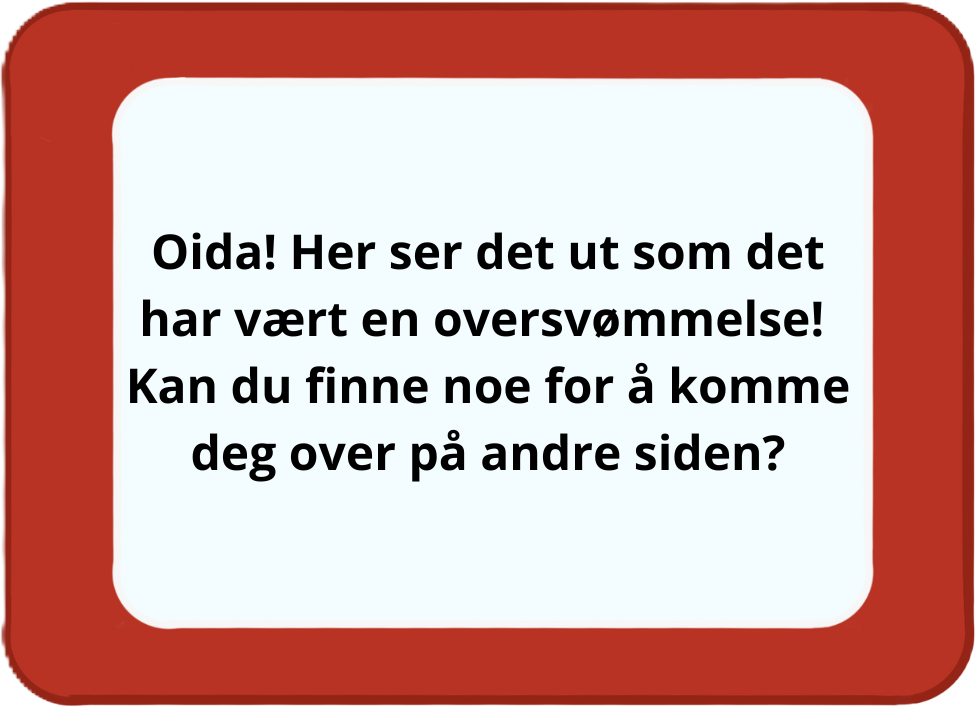 Oida! Her ser det ut som det
har vært en oversvømmelse!
Kan du finne noe for å komme
deg over på andre siden?